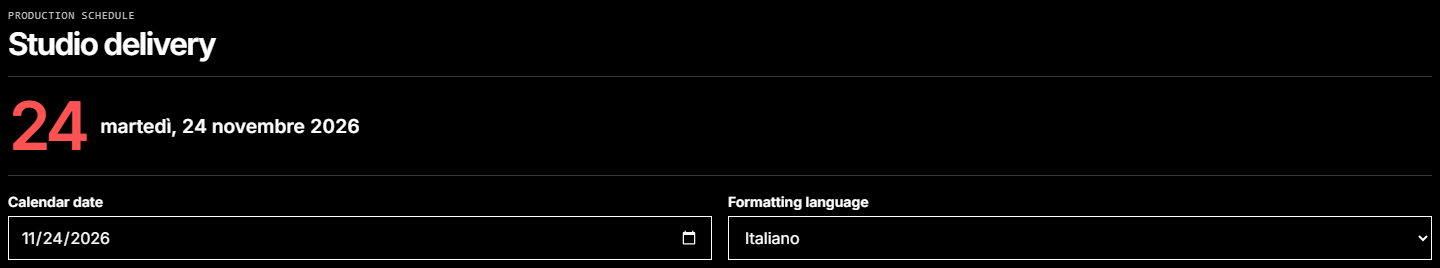 PRODUCTION SCHEDULE
Studio delivery
24 martedì, 24 novembre 2026
Calendar date
11/24/2026
Formatting language
Italiano